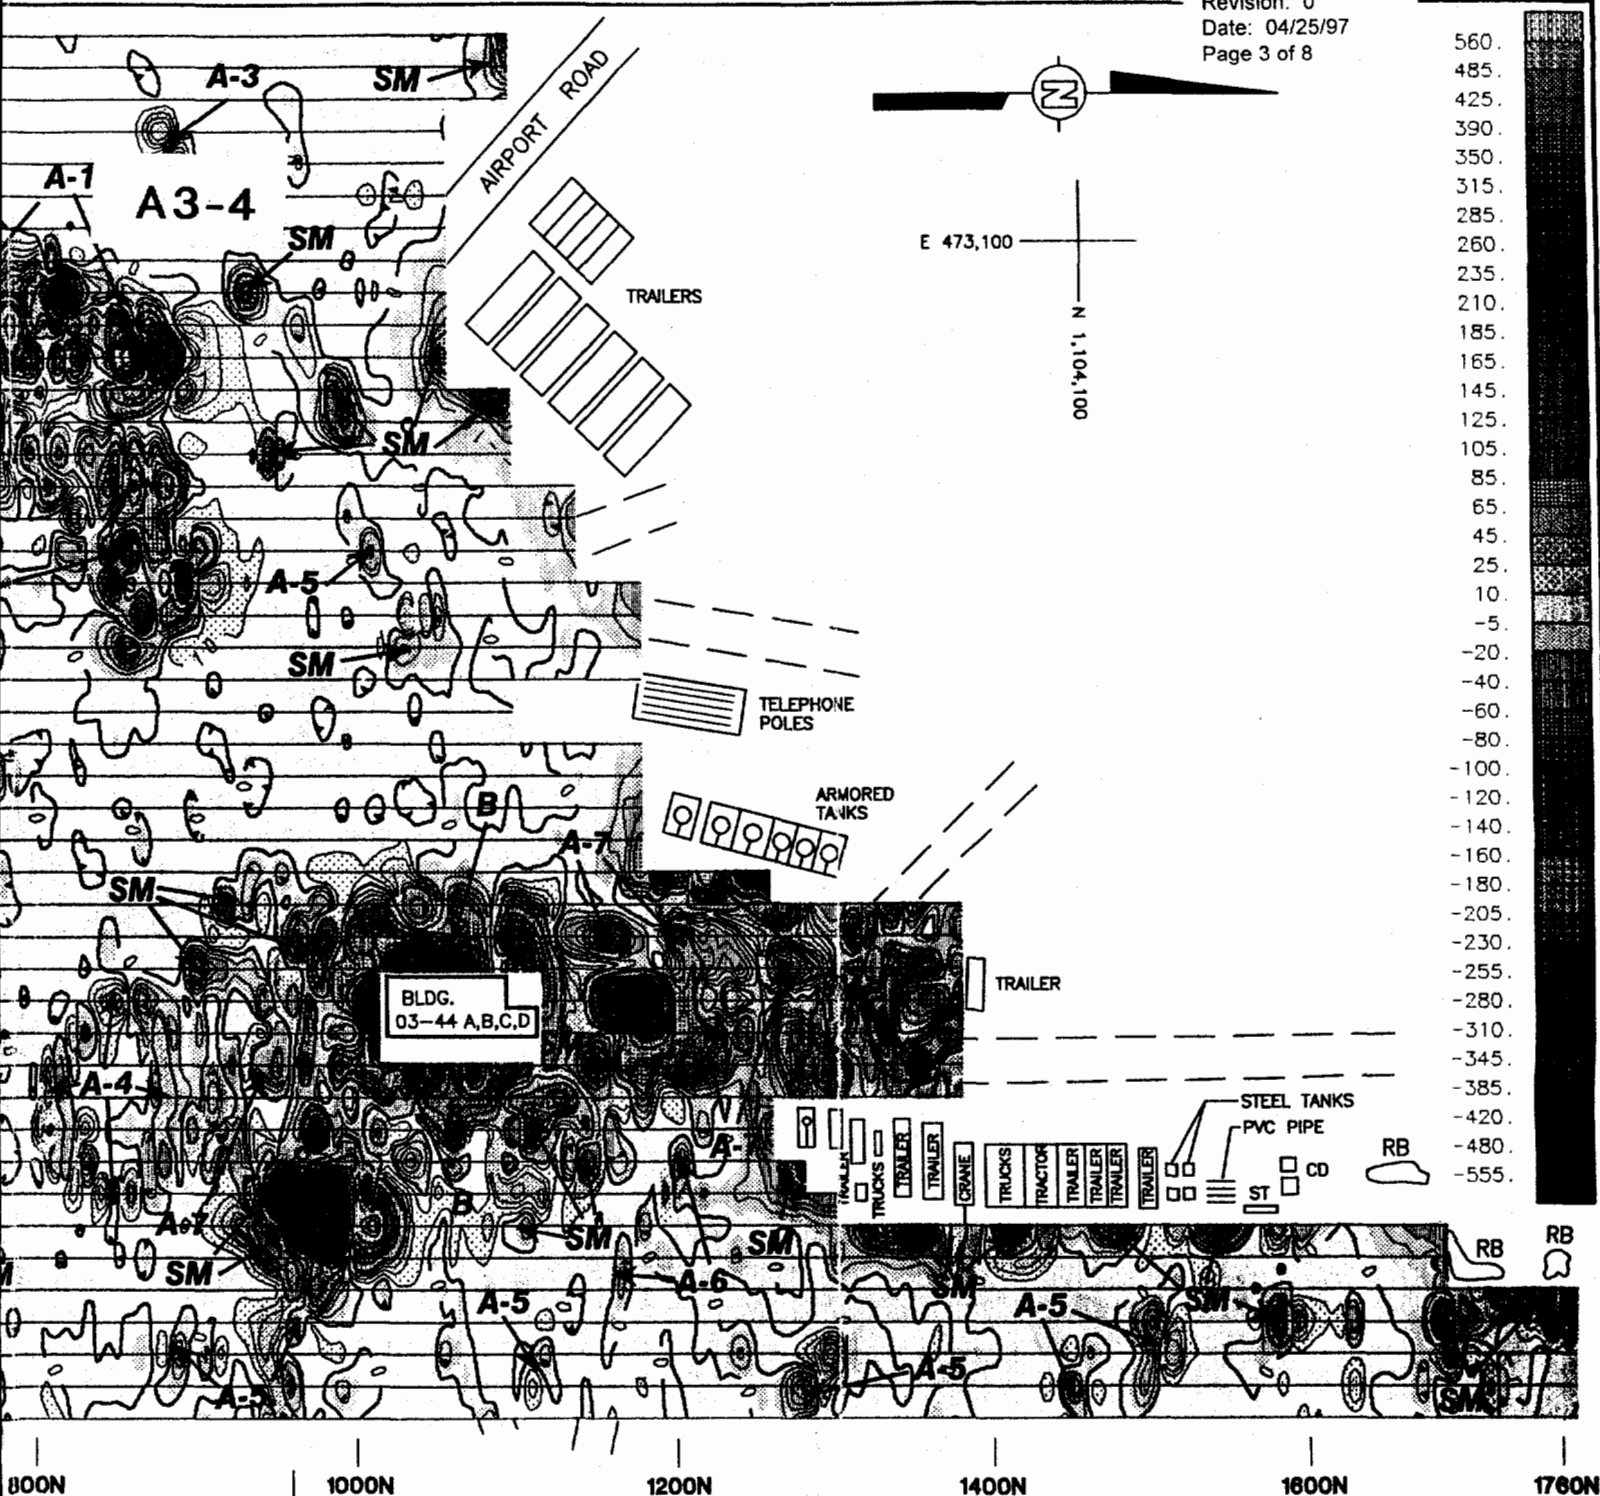 Revision: 0
Date: 04/25/97
Page 3 of 8
A-3
SM
AIRPORT ROAD
A-1
A3-4
SM
TRAILERS
E 473,100
N 1,104,100
SM
A-5
SM
TELEPHONE
POLES
ARMORED
TANKS
B
A-7
SM
BLDG.
03-44 A,B,C,D
TRAILER
A-4
STEEL TANKS
PVC PIPE
RB
CD
ST
TRAILER
TRUCKS
TRAILER
TRAILER
CRANE
TRUCKS
TRACTOR
TRAILER
TRAILER
TRAILER
TRAILER
A-
B
A-7
SM
SM
SM
RB
RB
A-6
SM
A-5
SM
A-5
SM
A-5
A-5
SM
560.
485.
425.
390.
350.
315.
285.
260.
235.
210.
185.
165.
145.
125.
105.
85.
65.
45.
25.
10.
-5.
-20.
-40.
-60.
-80.
-100.
-120.
-140.
-160.
-180.
-205.
-230.
-255.
-280.
-310.
-345.
-385.
-420.
-480.
-555.
800N
1000N
1200N
1400N
1600N
1760N